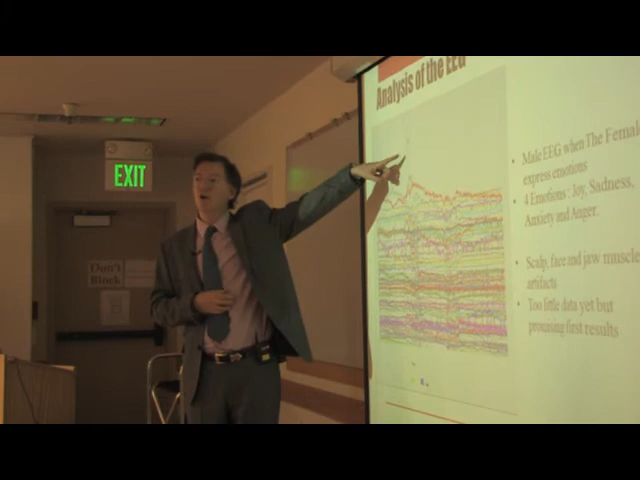 Analysis of the EEG
• Male EEG when The Femal
express emotions
• 4 Emotions : Joy, Sadness,
Anxiety and Anger.
• Scalp, face and jaw muscle
artifacts
• Too little data yet but
promising first results
EXIT
Don't
Block